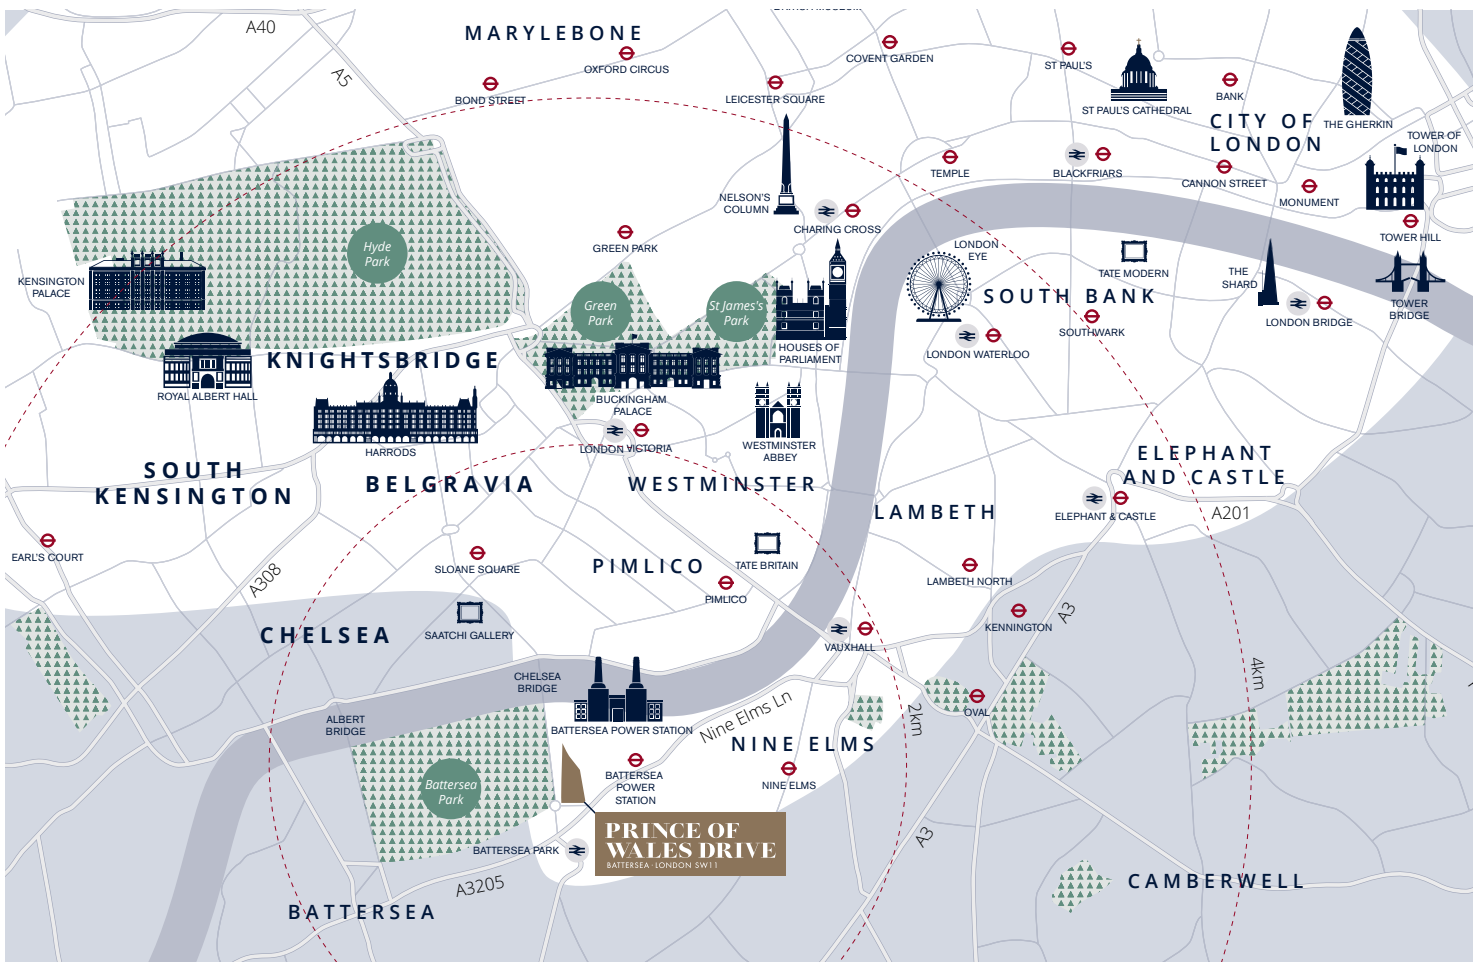 A40
MARYLEBONE
A5
OXFORD CIRCUS
BOND STREET
LEICESTER SQUARE
COVENT GARDEN
ST PAUL'S
ST PAUL'S CATHEDRAL
BANK
CITY OF
LONDON
THE GHERKIN
TOWER OF
LONDON
TEMPLE
BLACKFRIARS
CANNON STREET
MONUMENT
TOWER HILL
NELSON'S
COLUMN
CHARING CROSS
GREEN PARK
Hyde
Park
KENSINGTON
PALACE
Green
Park
St James's
Park
LONDON
EYE
SOUTH BANK
TATE MODERN
THE
SHARD
SOUTHWARK
LONDON BRIDGE
TOWER
BRIDGE
HOUSES OF
PARLIAMENT
LONDON WATERLOO
KNIGHTSBRIDGE
ROYAL ALBERT HALL
BUCKINGHAM
PALACE
HARRODS
LONDON VICTORIA
WESTMINSTER
ABBEY
SOUTH
KENSINGTON
BELGRAVIA
WESTMINSTER
LAMBETH
ELEPHANT
AND CASTLE
ELEPHANT & CASTLE
A201
EARL'S COURT
A308
SLOANE SQUARE
PIMLICO
TATE BRITAIN
PIMLICO
LAMBETH NORTH
KENNINGTON
A3
CHELSEA
SAATCHI GALLERY
VAUXHALL
CHELSEA
BRIDGE
4km
ALBERT
BRIDGE
BATTERSEA POWER STATION
Nine Elms Ln
2km
OVAL
NINE ELMS
NINE ELMS
BATTERSEA
POWER
STATION
Battersea
Park
PRINCE OF
WALES DRIVE
BATTERSEA · LONDON SW11
BATTERSEA PARK
A3
A3205
BATTERSEA
CAMBERWELL